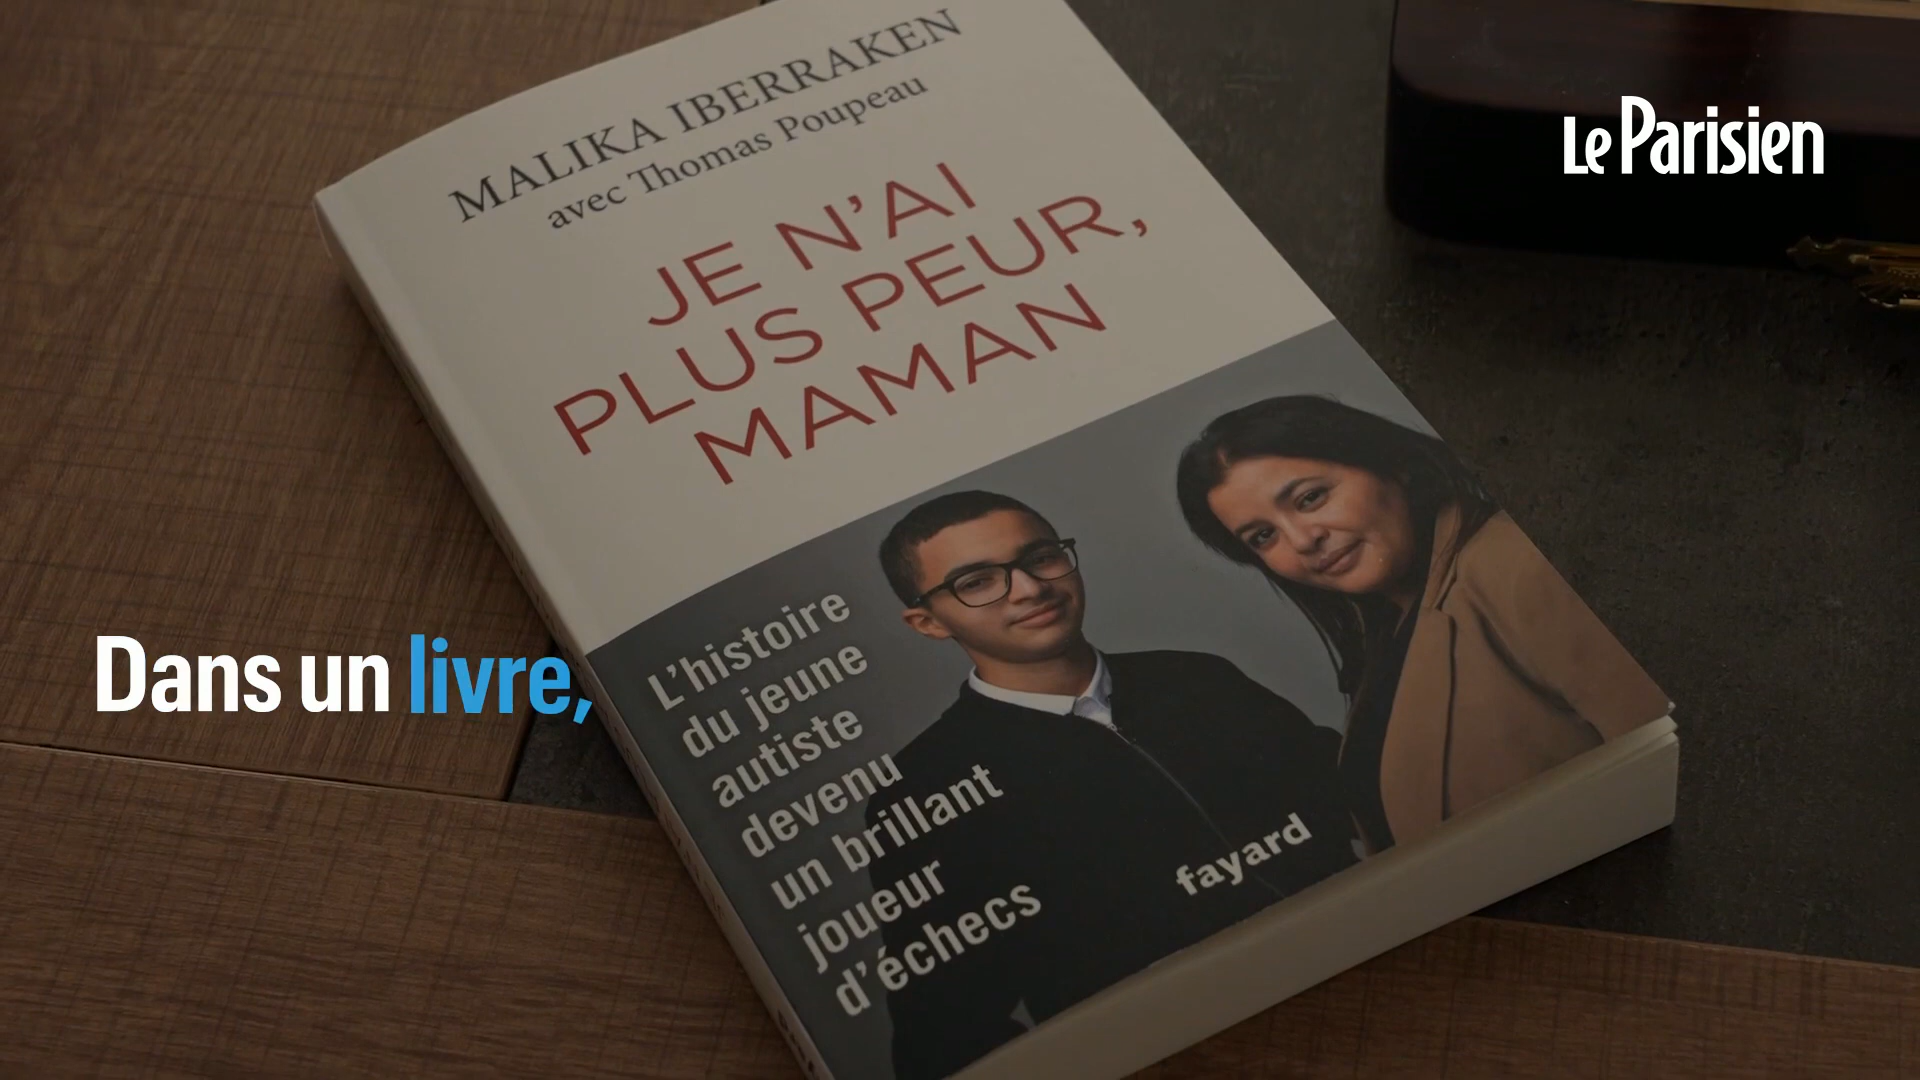 MALIKA IBERRAKEN
avec Thomas Poupeau
JE N'AI
PLUS PEUR,
MAMAN
Le Parisien
Dans un livre,
L'histoire
du jeune
autiste
devenu
un brillant
joueur
d'échecs
fayard